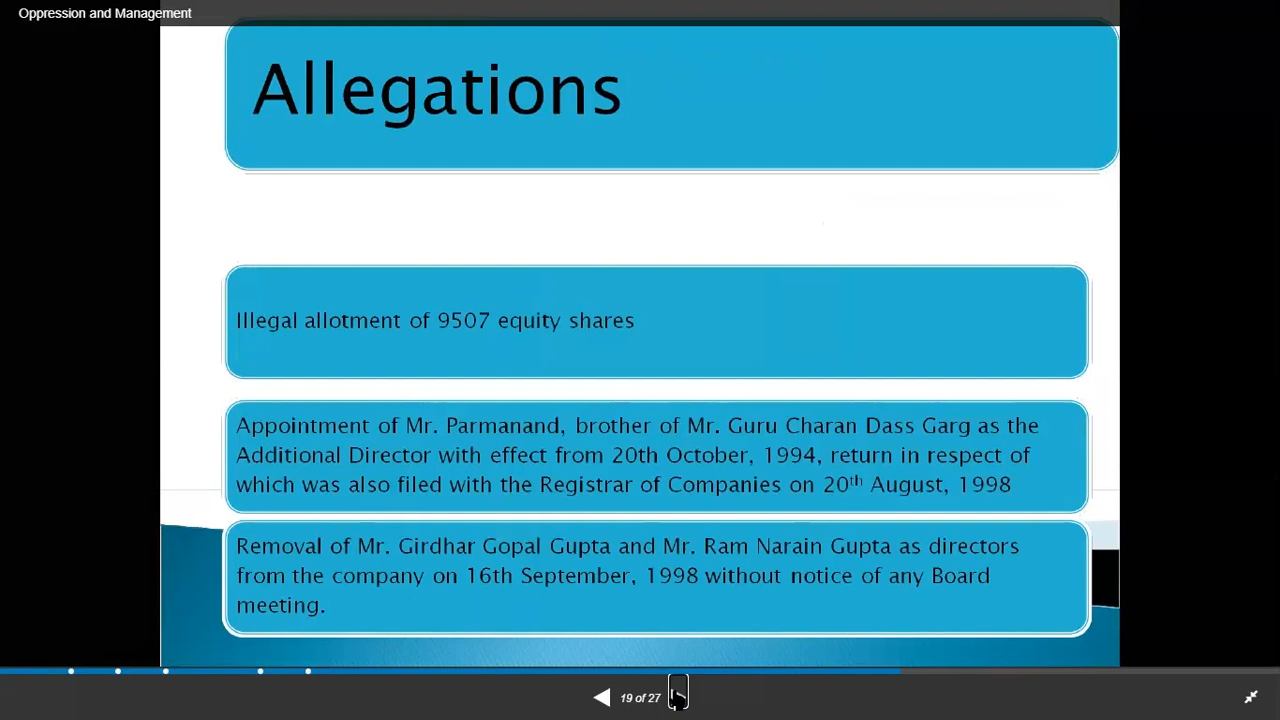 Oppression and Management
Allegations
Illegal allotment of 9507 equity shares
Appointment of Mr. Parmanand, brother of Mr. Guru Charan Dass Garg as the
Additional Director with effect from 20th October, 1994, return in respect of
which was also filed with the Registrar of Companies on 20th August, 1998
Removal of Mr. Girdhar Gopal Gupta and Mr. Ram Narain Gupta as directors
from the company on 16th September, 1998 without notice of any Board
meeting.
19 of 27